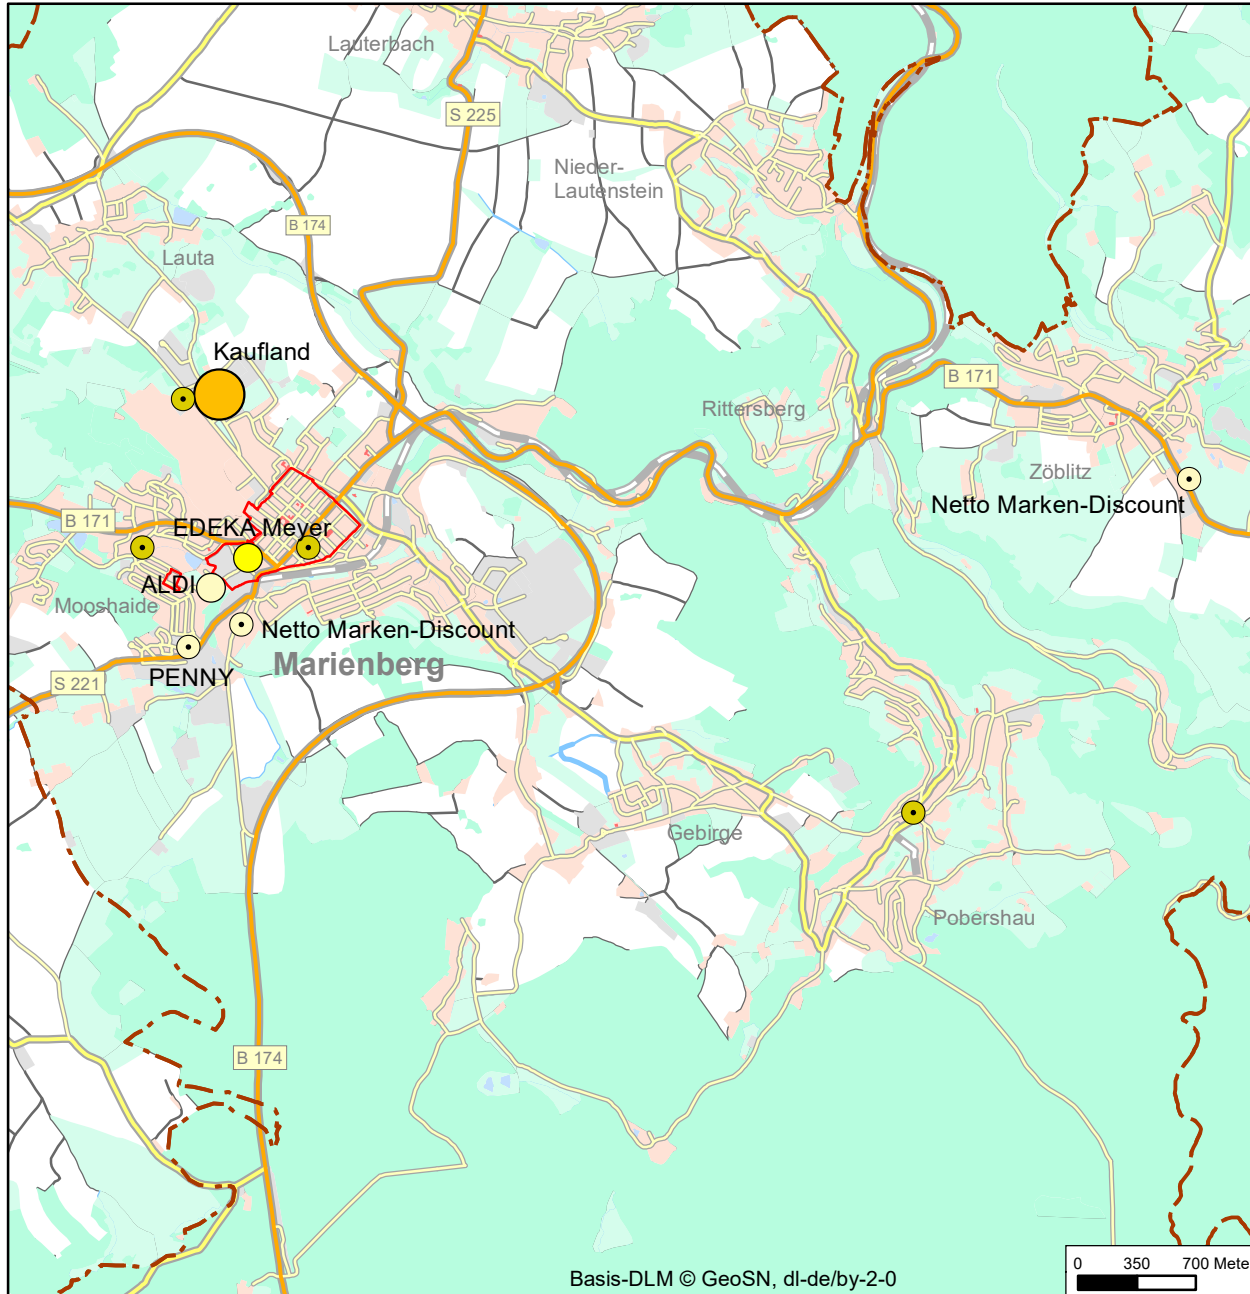 Lauterbach
S 225
Nieder-
Lautenstein
B 174
Lauta
Kaufland
B 171
Rittersberg
Zöblitz
Netto Marken-Discount
B 171
EDEKA Meyer
ALDI
Mooshaide
Netto Marken-Discount
Marienberg
PENNY
S 221
Gebirge
Pobershau
B 174
0 350 700 Mete
Basis-DLM © GeoSN, dl-de/by-2-0